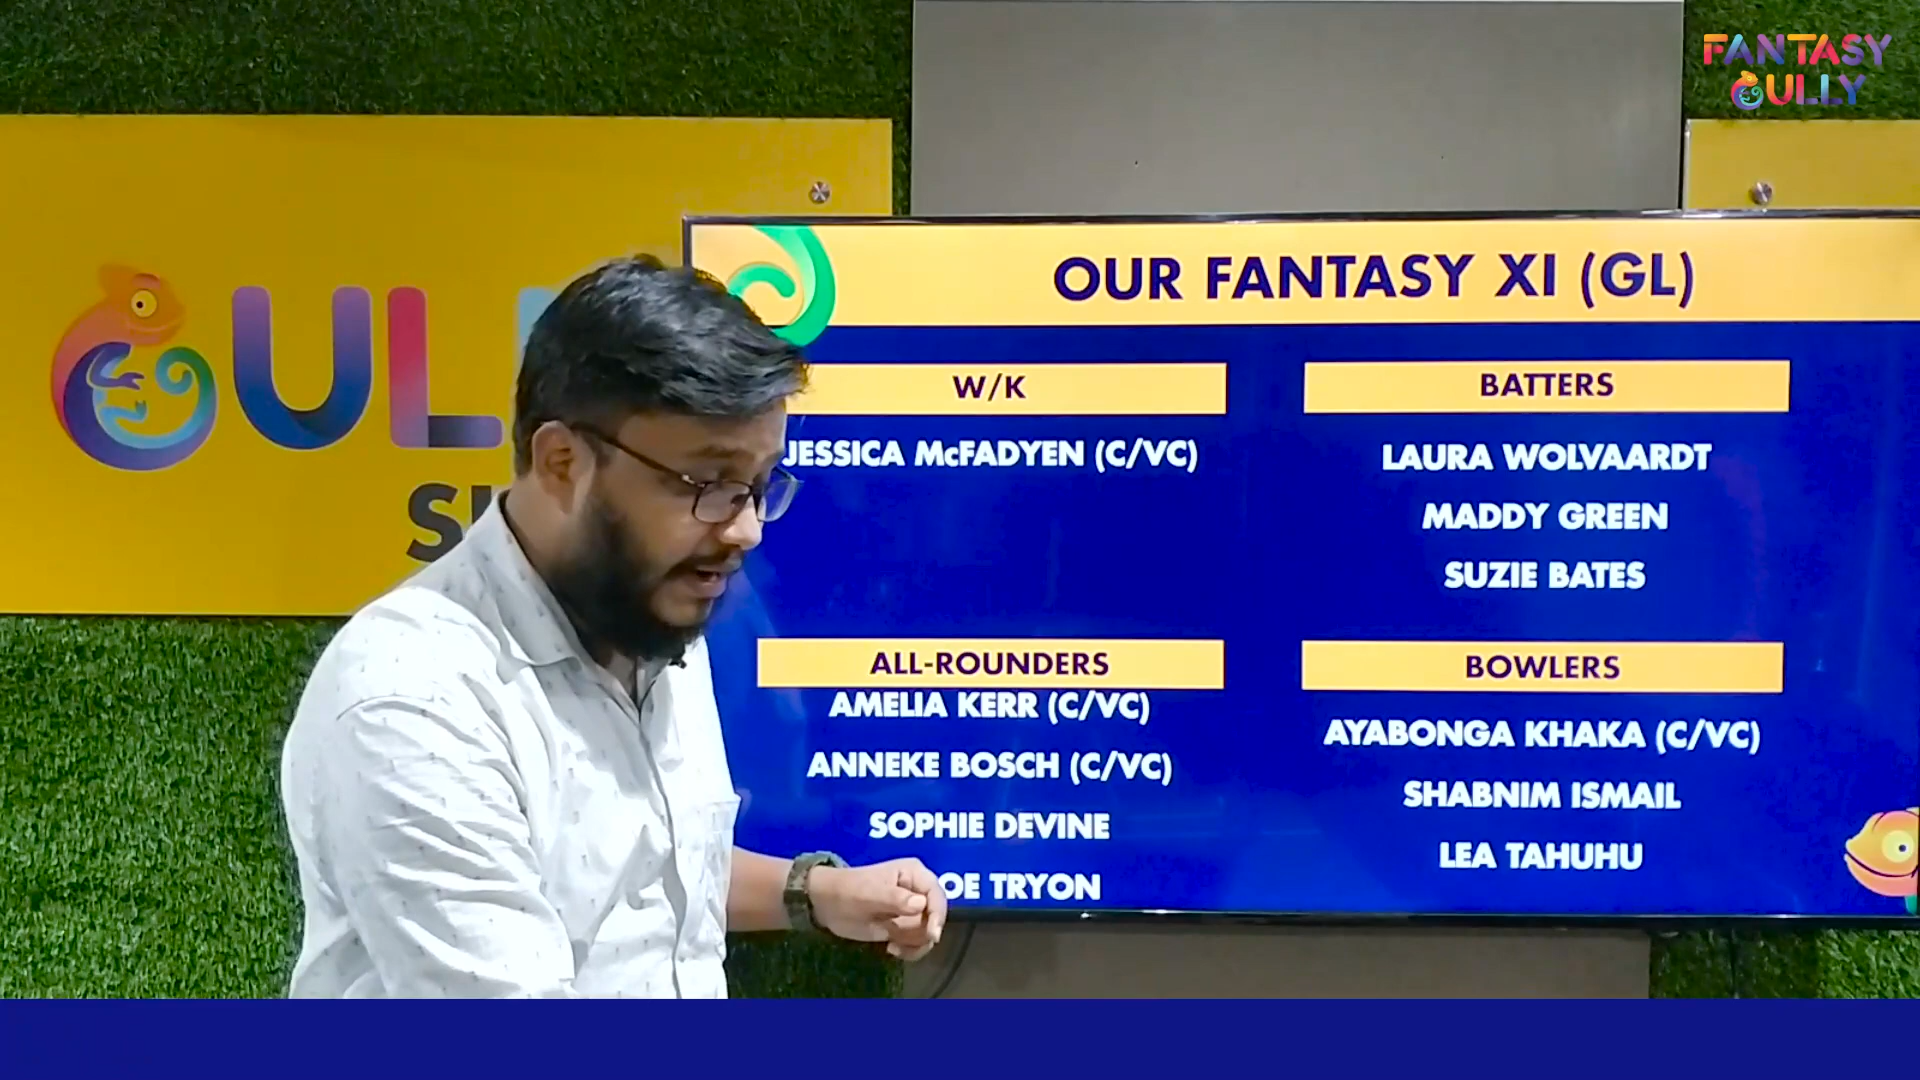 FANTASY
GULLY
OUR FANTASY XI (GL)
W/K
JESSICA McFADYEN (C/VC)
BATTERS
LAURA WOLVAARDT
MADDY GREEN
SUZIE BATES
ALL-ROUNDERS
AMELIA KERR (C/VC)
ANNEKE BOSCH (C/VC)
SOPHIE DEVINE
TRYON
BOWLERS
AYABONGA KHAKA (C/VC)
SHABNIM ISMAIL
LEA TAHUHU